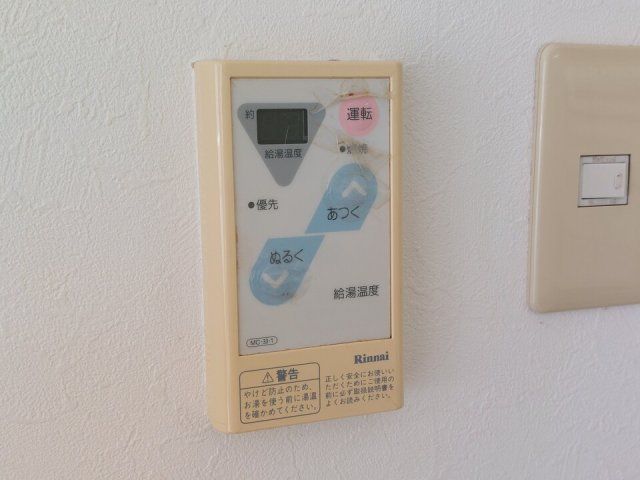 約
運転
給湯温度
燃焼
優先
あつく
ぬるく
給湯温度
MC-33-1
Rinnai
警告
やけど防止のため、
お湯を使う前に湯温
を確かめてください。
正しく安全にお使いい
ただくためにご使用の
前に必ず取扱説明書を
よくお読みください。